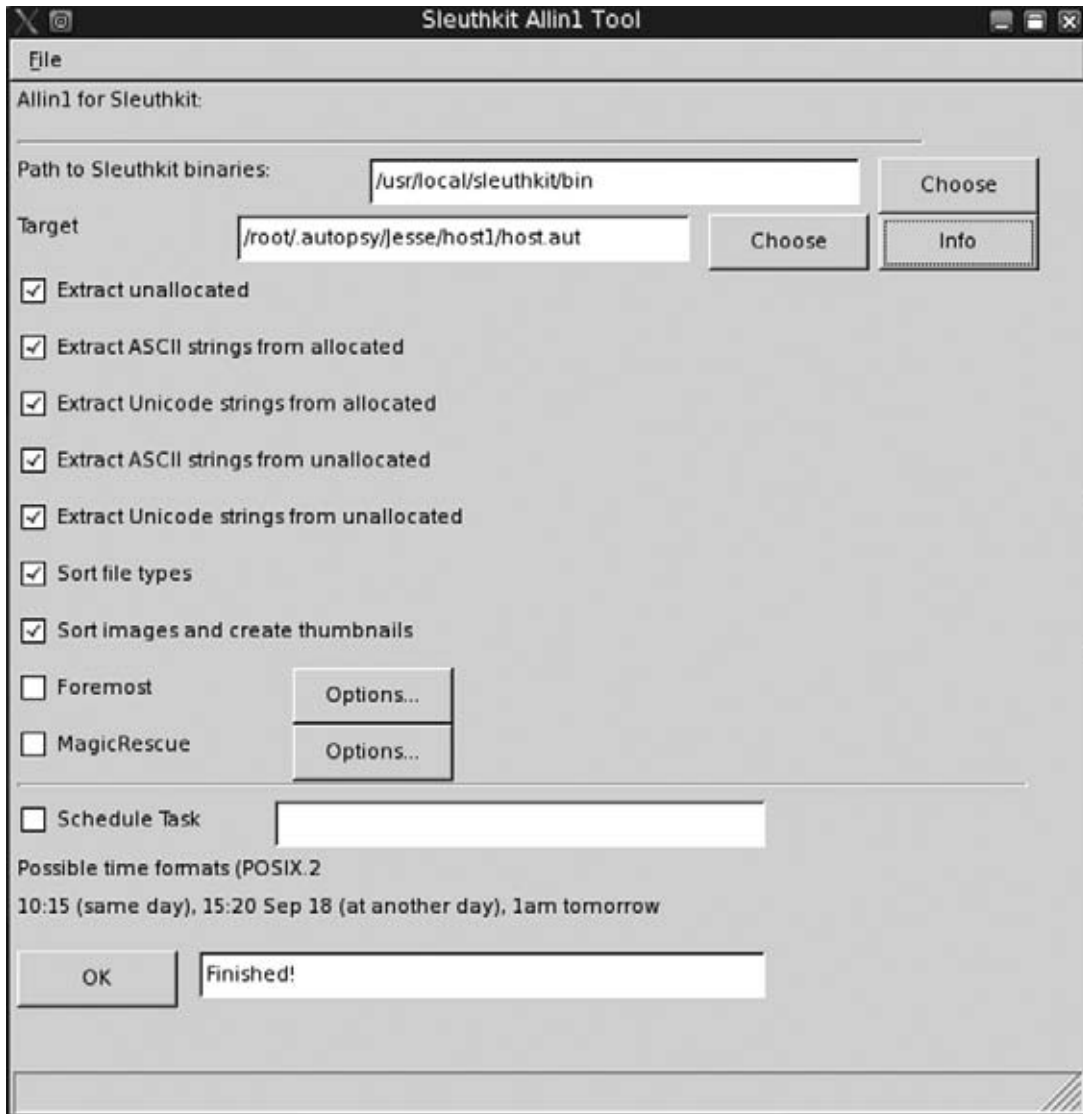 Sleuthkit Allin1 Tool
File
Allin1 for Sleuthkit:
Path to Sleuthkit binaries:
/usr/local/sleuthkit/bin
Choose
Target
/root/.autopsy/Jesse/host1/host.aut
Choose
Info
Extract unallocated
Extract ASCII strings from allocated
Extract Unicode strings from allocated
Extract ASCII strings from unallocated
Extract Unicode strings from unallocated
Sort file types
Sort images and create thumbnails
Foremost
Options...
MagicRescue
Options...
Schedule Task
Possible time formats (POSIX.2
10:15 (same day), 15:20 Sep 18 (at another day), 1am tomorrow
OK
Finished!